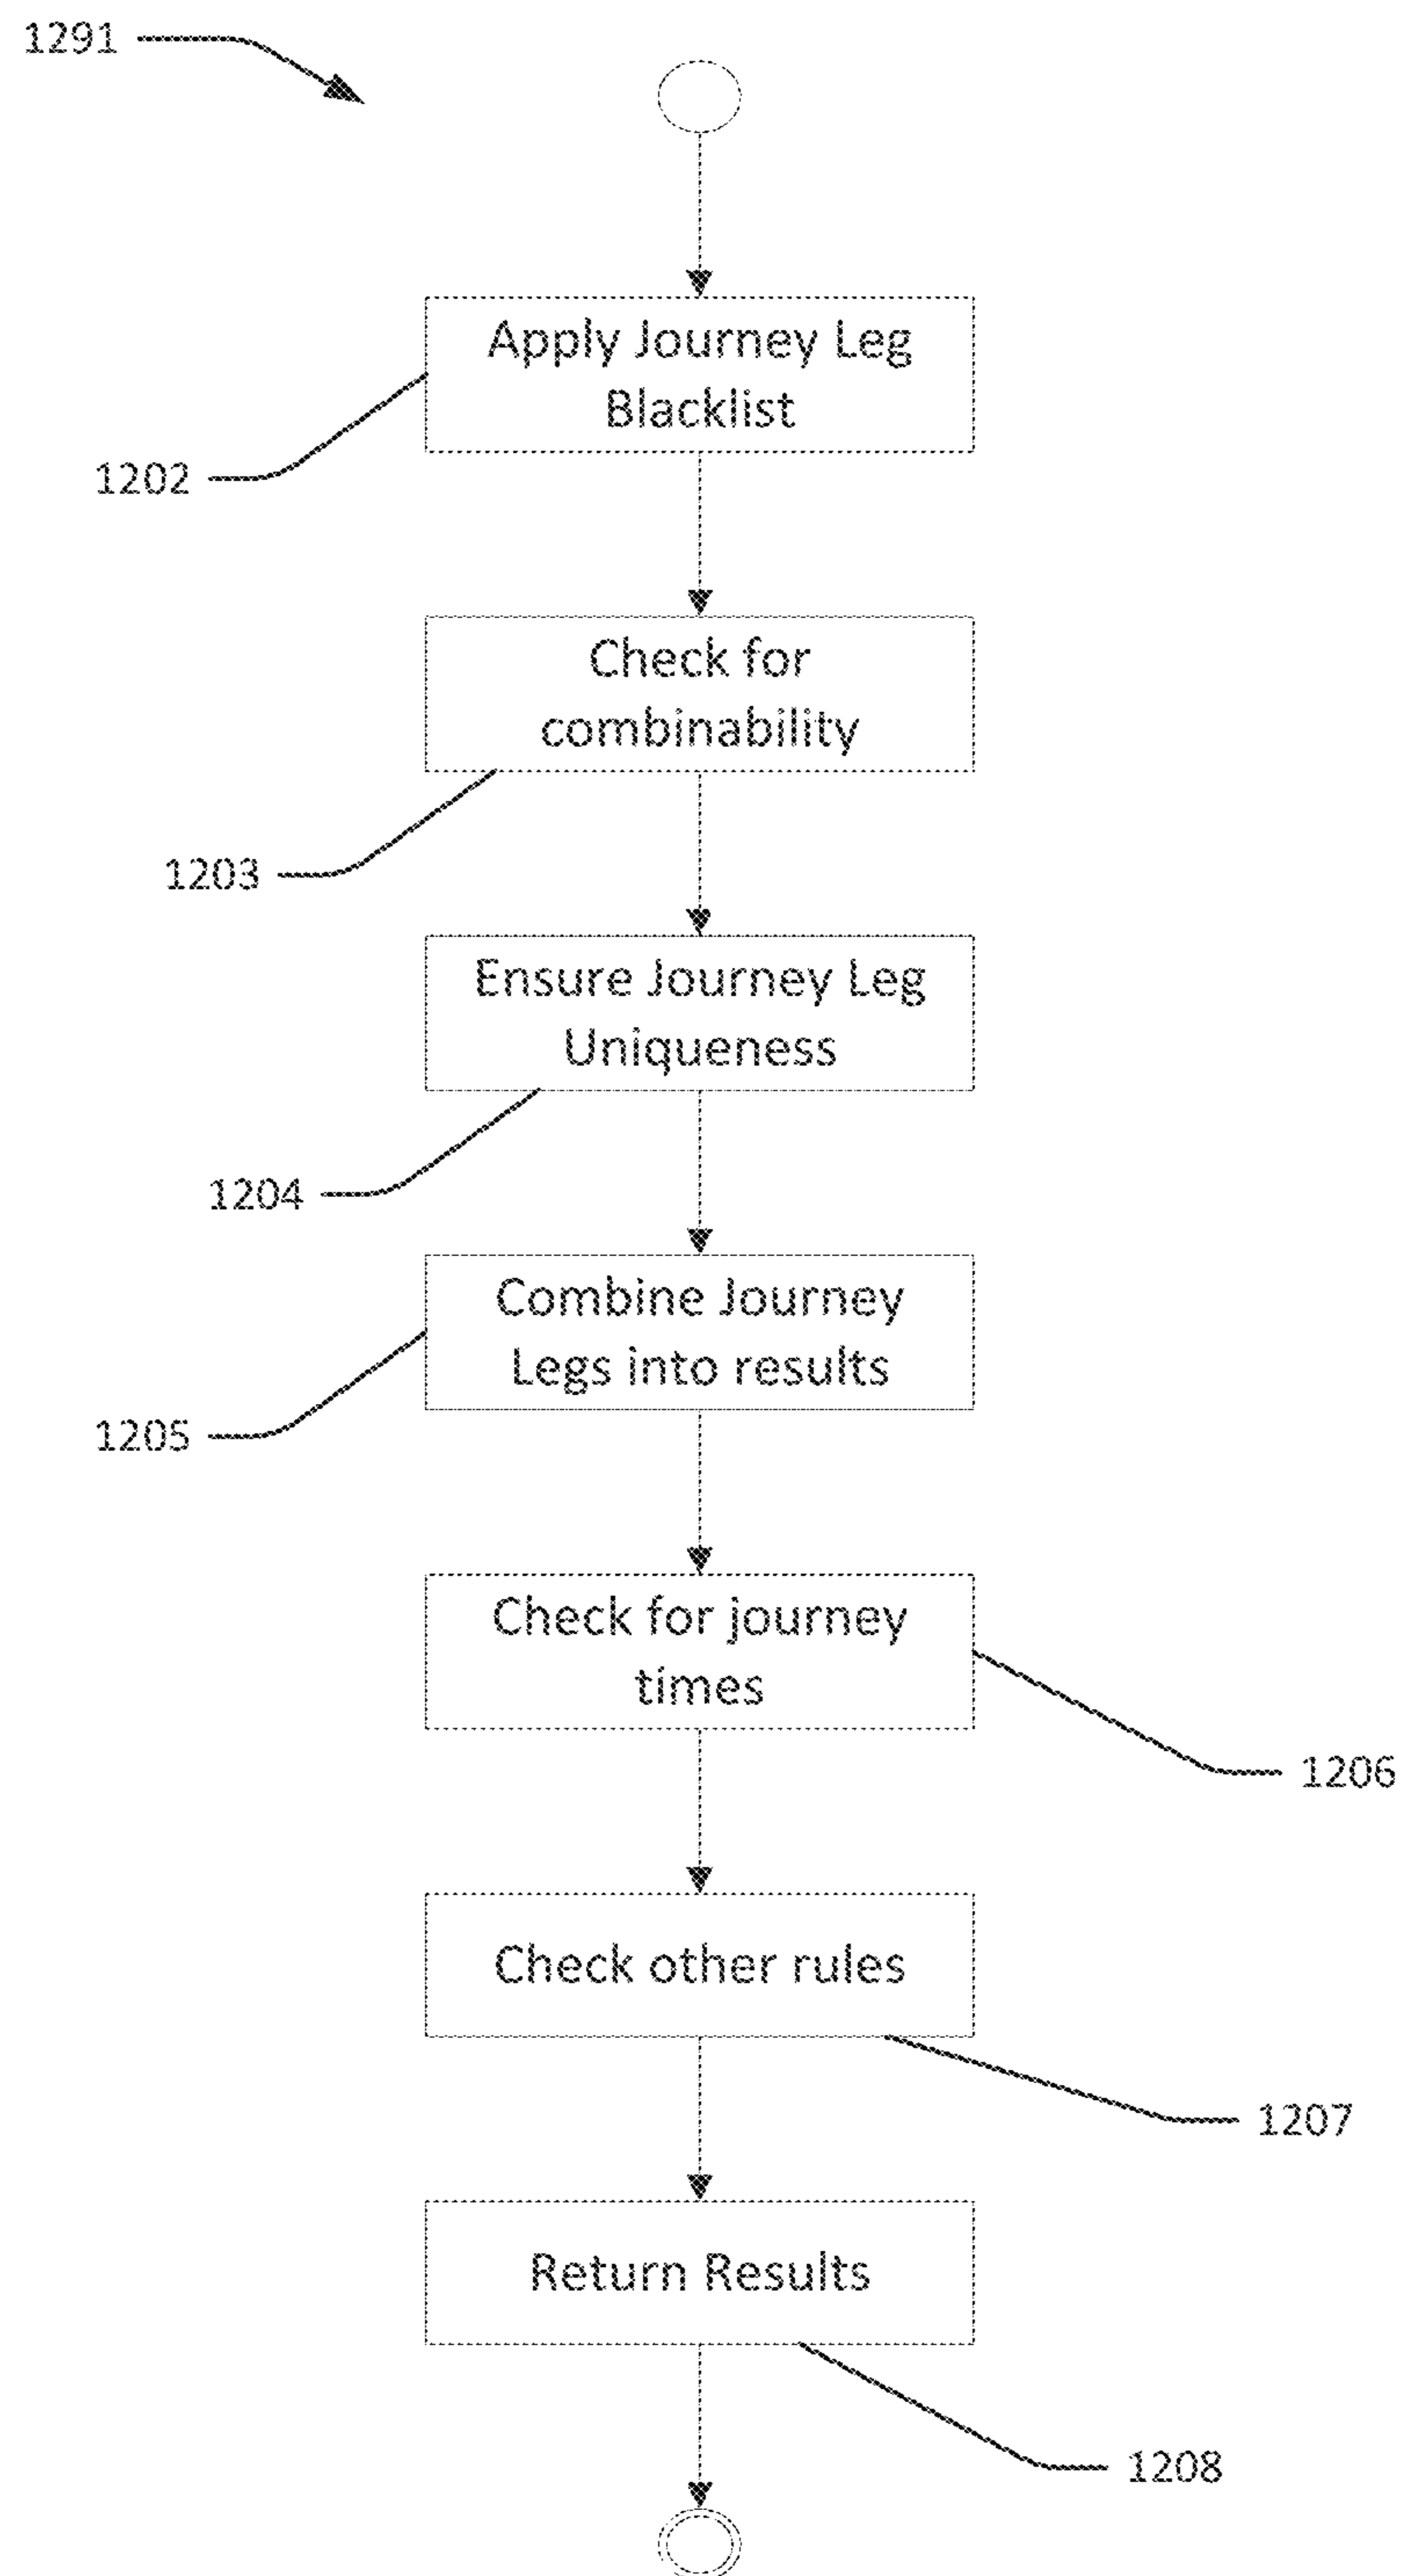 1291
Apply Journey Leg
Blacklist
1202
Check for
combinability
1203
Ensure Journey Leg
Uniqueness
1204
Combine Journey
Legs into results
1205
Check for journey
times
1206
Check other rules
1207
Return Results
1208